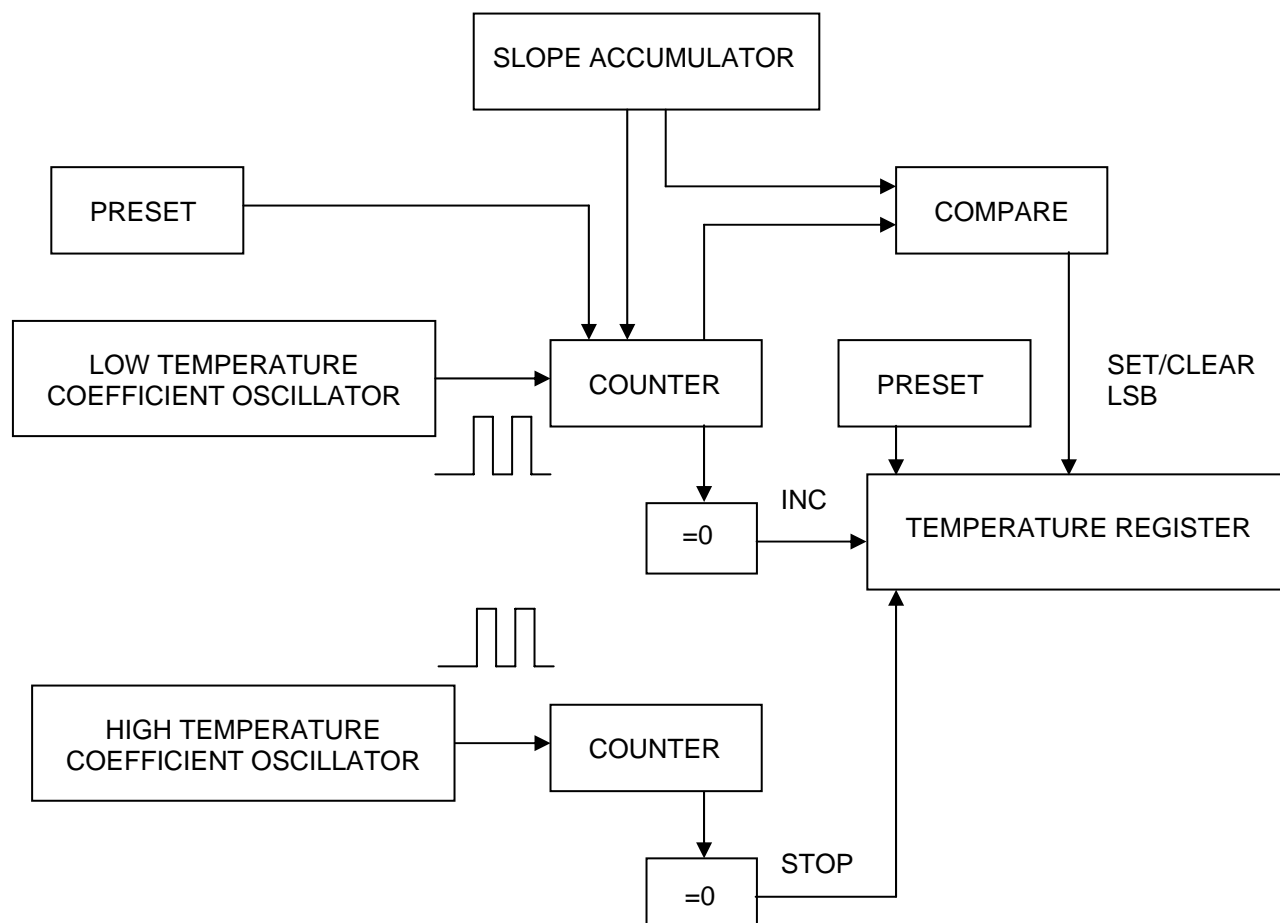 SLOPE ACCUMULATOR
PRESET
COMPARE
LOW TEMPERATURE
COEFFICIENT OSCILLATOR
COUNTER
PRESET
SET/CLEAR
LSB
=0
INC
TEMPERATURE REGISTER
HIGH TEMPERATURE
COEFFICIENT OSCILLATOR
COUNTER
=0
STOP